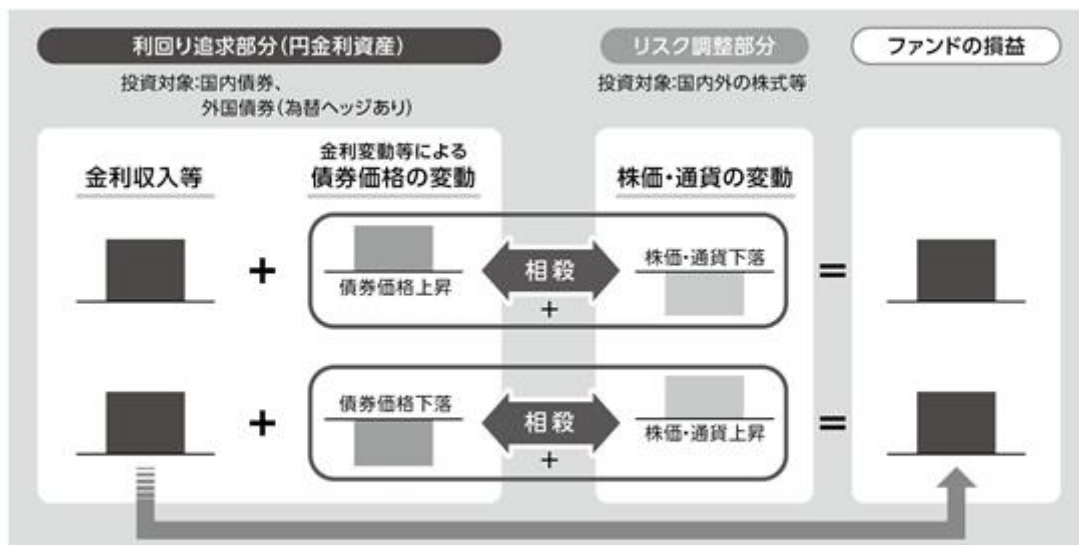 利回り追求部分(円金利資産)
投資対象:国内債券、
外国債券(為替ヘッジあり)
リスク調整部分
投資対象:国内外の株式等
ファンドの損益
金利収入等
金利変動等による
債券価格の変動
株価・通貨の変動
+
債券価格上昇
相殺
+
株価・通貨下落
=
+
債券価格下落
相殺
+
株価・通貨上昇
=